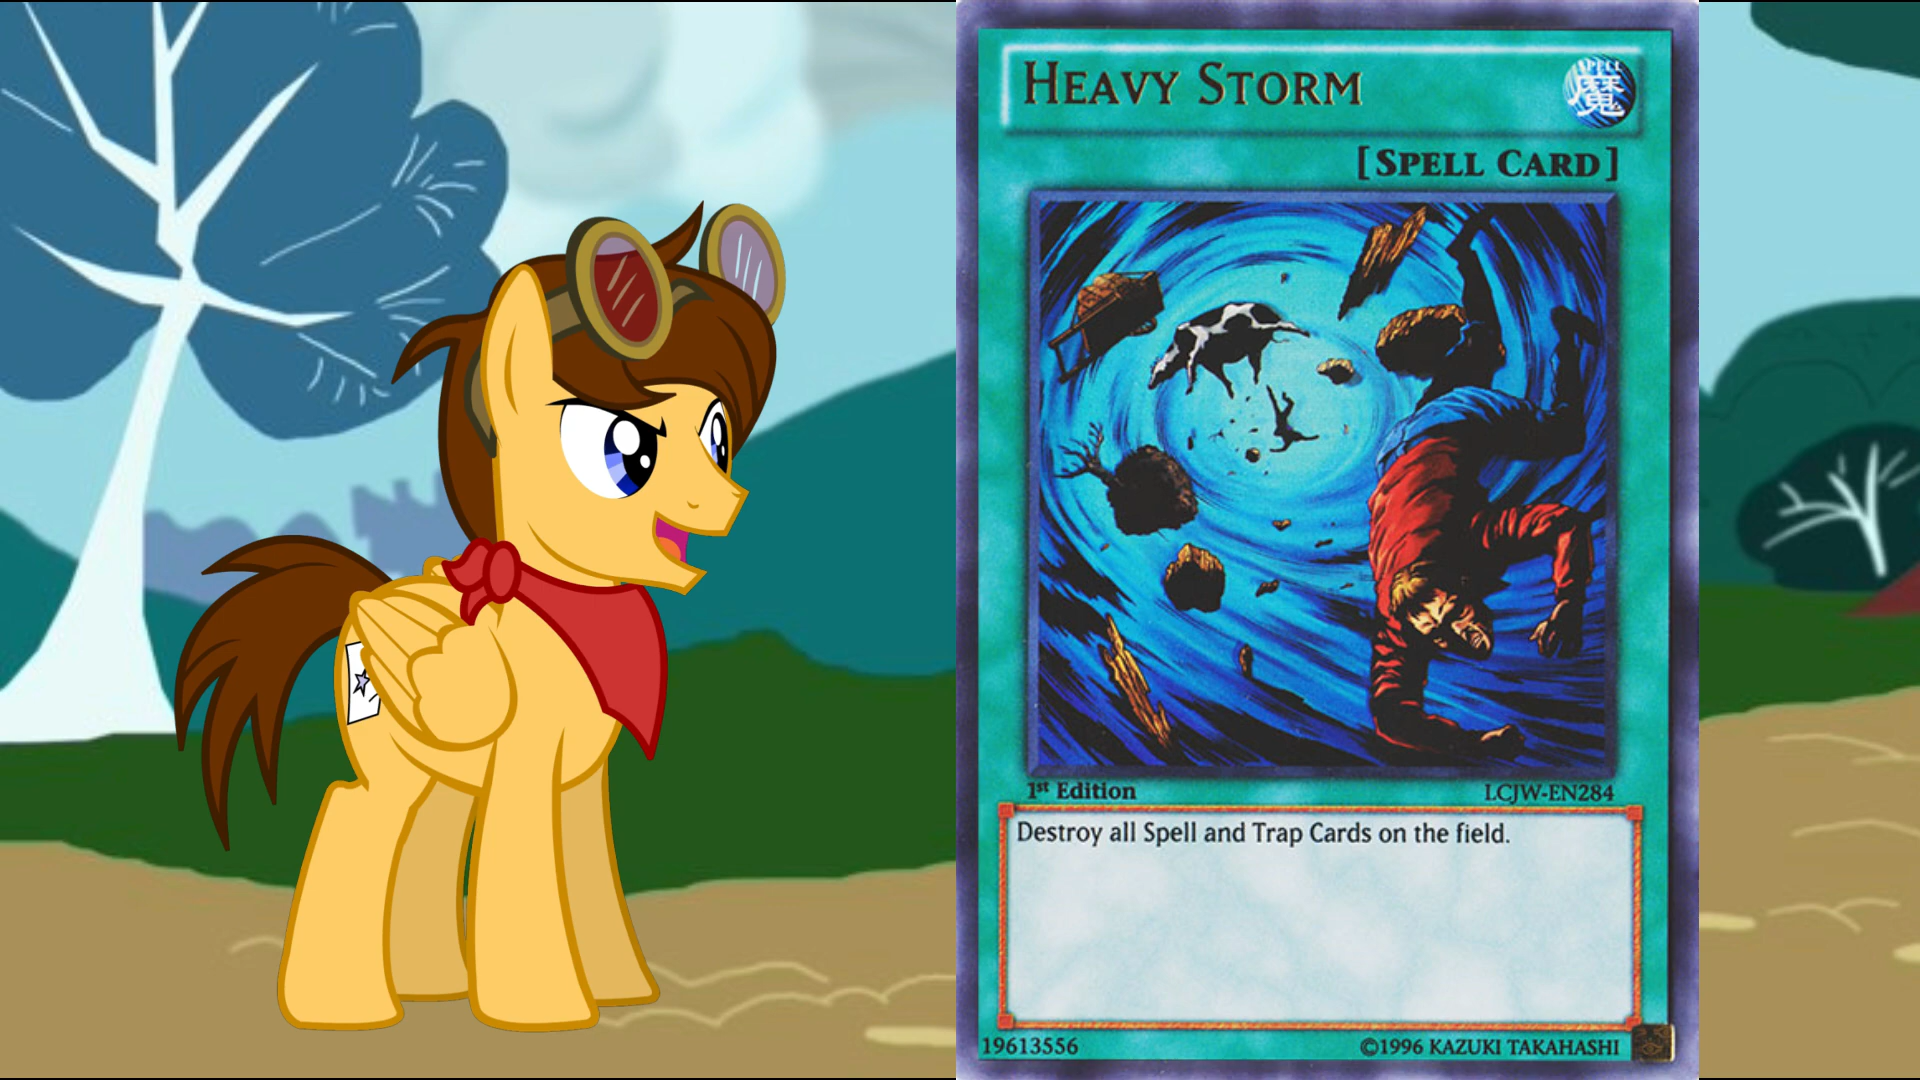 HEAVY STORM
SPELL
魔
[SPELL CARD]
1st Edition
LCJW-EN284
Destroy all Spell and Trap Cards on the field.
19613556
©1996 KAZUKI TAKAHASHI